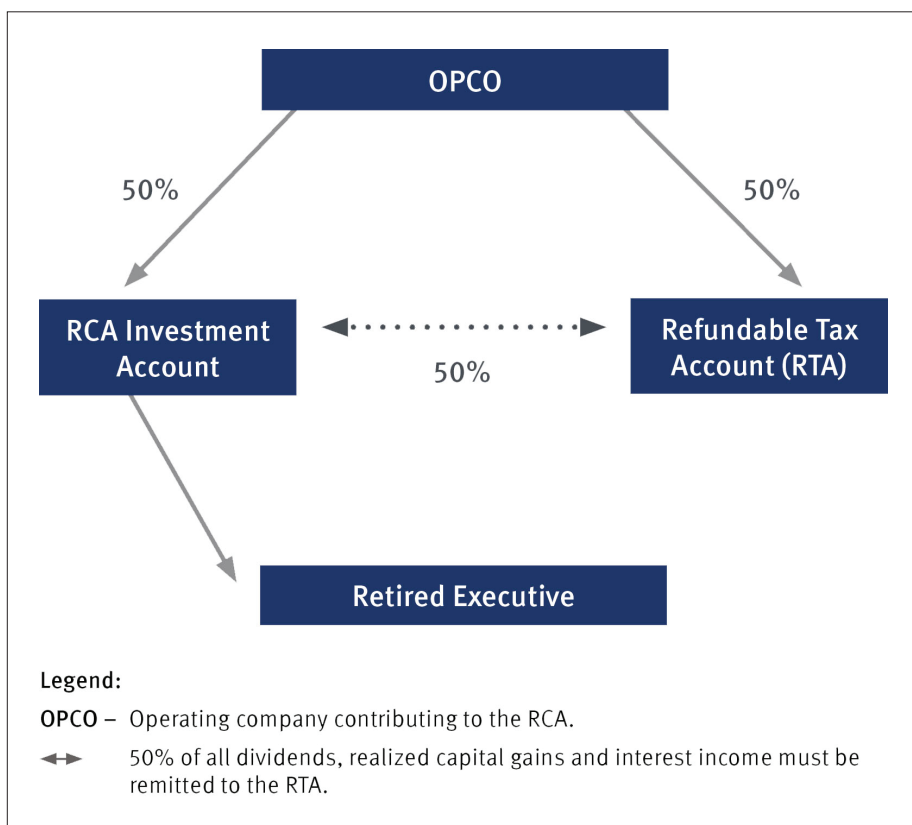 OPCO
50%
50%
RCA Investment
Account
50%
Refundable Tax
Account (RTA)
Retired Executive
Legend:
OPCO – Operating company contributing to the RCA.
50% of all dividends, realized capital gains and interest income must be
remitted to the RTA.